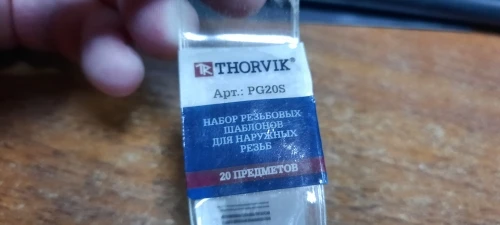 THORVIK®
Арт.: PG20S
НАБОР РЕЗЬБОВЫХ
ШАБЛОНОВ
ДЛЯ НАРУЖНЫХ
РЕЗЬБ
20 ПРЕДМЕТОВ